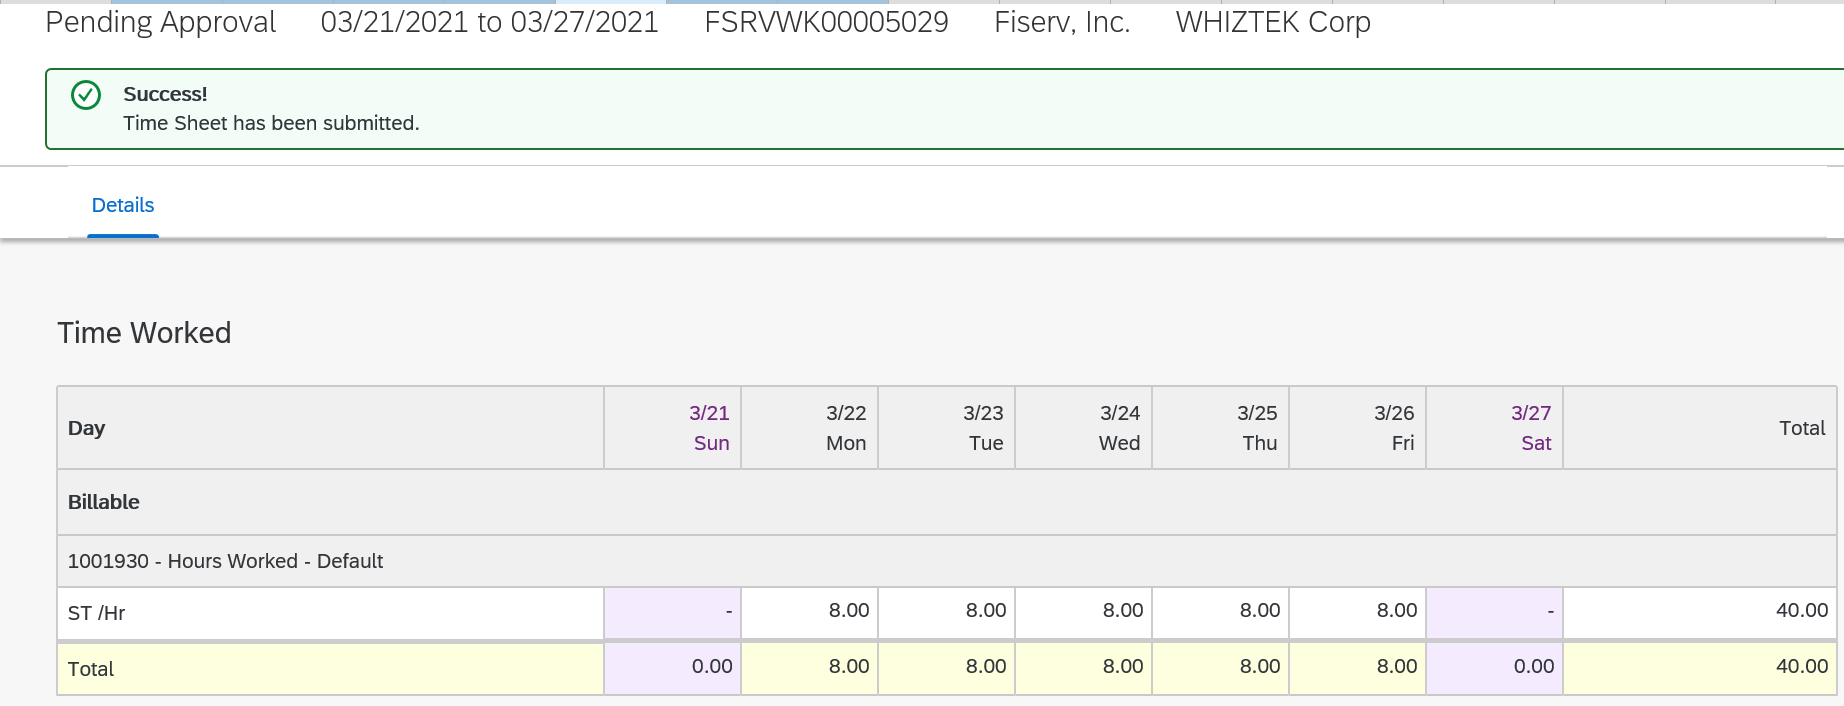 Pending Approval 03/21/2021 to 03/27/2021 FSRVWK00005029 Fiserv, Inc. WHIZTEK Corp
Success!
Time Sheet has been submitted.
Details
Time Worked
Day 3/21 Sun 3/22 Mon 3/23 Tue 3/24 Wed 3/25 Thu 3/26 Fri 3/27 Sat Total
Billable
1001930 - Hours Worked - Default
ST /Hr - 8.00 8.00 8.00 8.00 8.00 - 40.00
Total 0.00 8.00 8.00 8.00 8.00 8.00 0.00 40.00